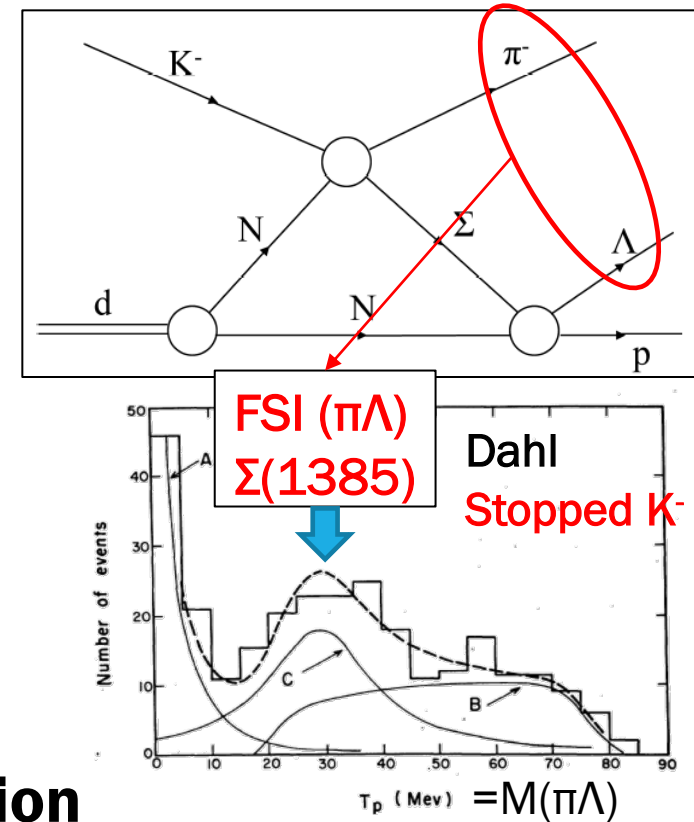 K-
π-
N
Σ
Λ
d
N
p
FSI (πΛ)
Σ(1385)
Dahl
Stopped K-
50
40
30
20
10
0
Number of events
A
C
B
0 10 20 30 40 50 60 70 80 90
Tp (Mev) =M(πΛ)
ion